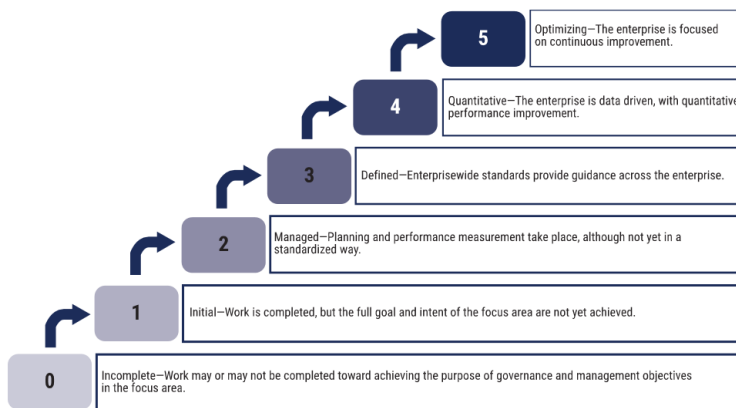 5
Optimizing—The enterprise is focused
on continuous improvement.
4
Quantitative—The enterprise is data driven, with quantitative
performance improvement.
3
Defined—Enterprisewide standards provide guidance across the enterprise.
2
Managed—Planning and performance measurement take place, although not yet in a
standardized way.
1
Initial—Work is completed, but the full goal and intent of the focus area are not yet achieved.
0
Incomplete—Work may or may not be completed toward achieving the purpose of governance and management objectives
in the focus area.